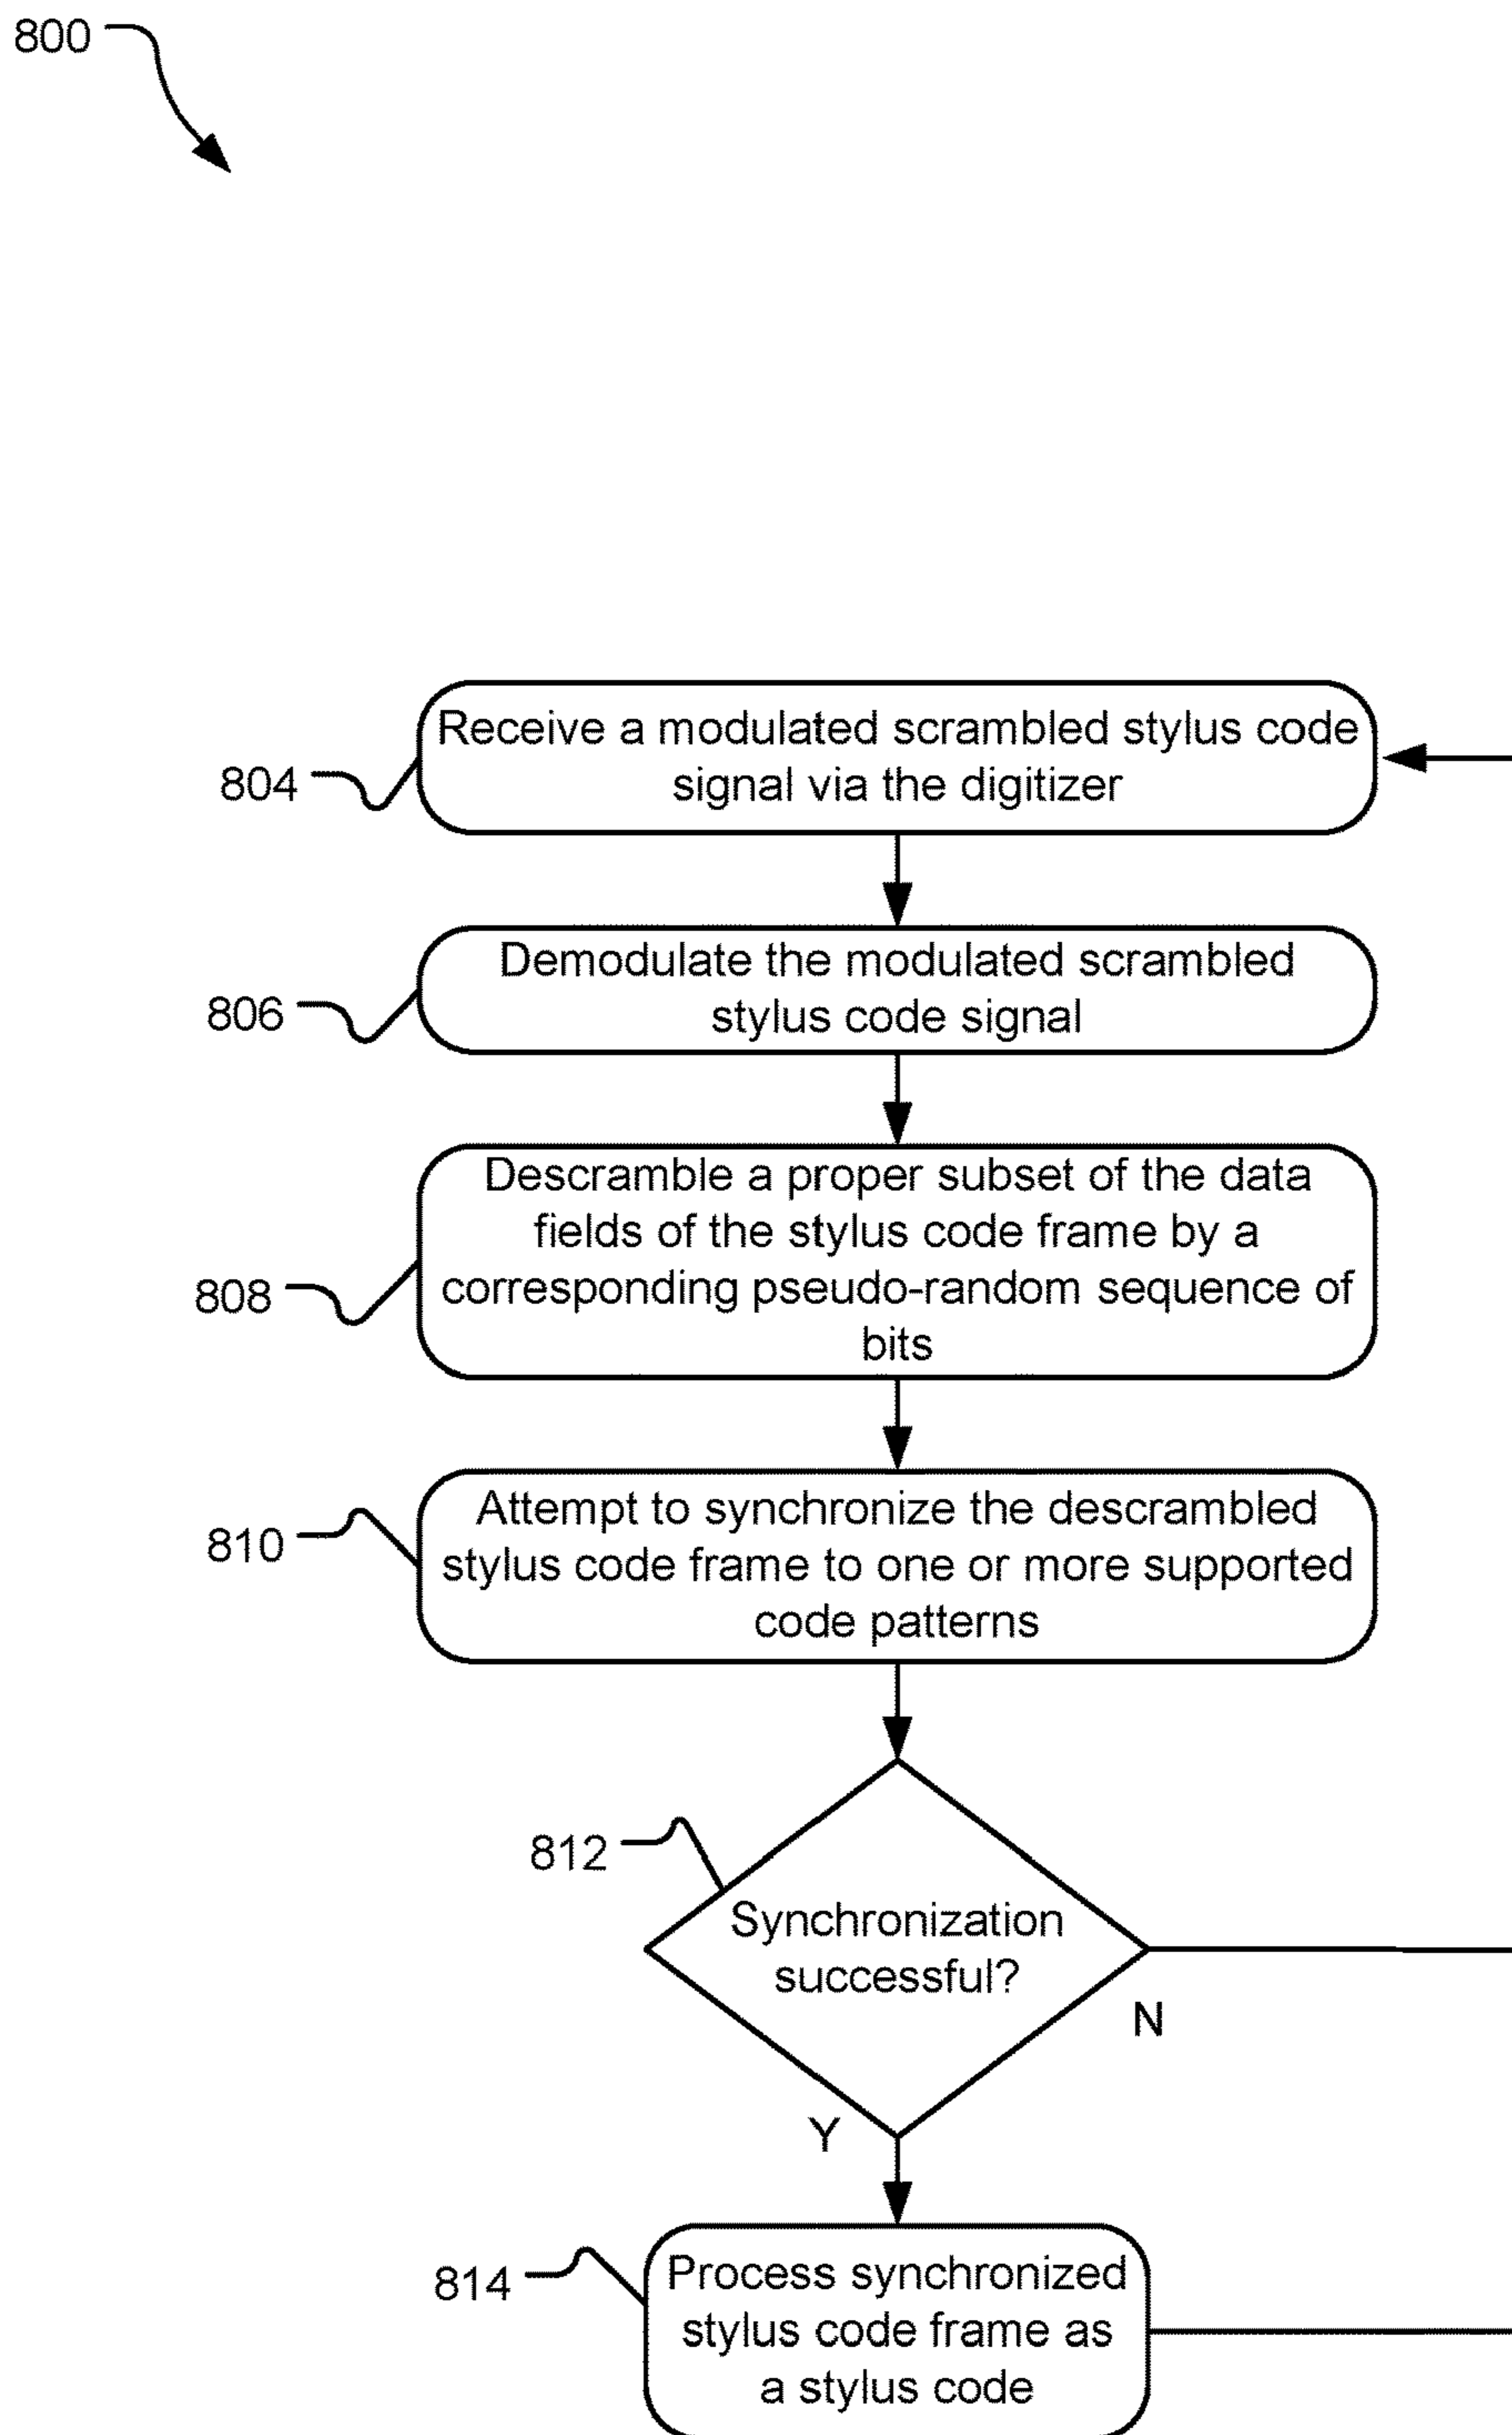 800
Receive a modulated scrambled stylus code
signal via the digitizer
804
Demodulate the modulated scrambled
stylus code signal
806
Descramble a proper subset of the data
fields of the stylus code frame by a
corresponding pseudo-random sequence of
bits
808
Attempt to synchronize the descrambled
stylus code frame to one or more supported
code patterns
810
812
Synchronization
successful?
N
Y
Process synchronized
stylus code frame as
a stylus code
814